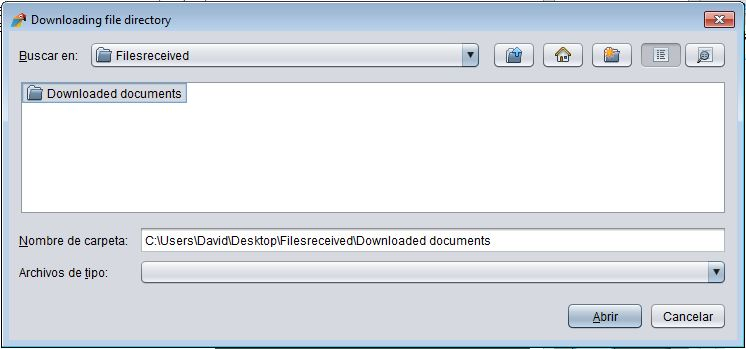 Downloading file directory
Buscar en: Filesreceived
Downloaded documents
Nombre de carpeta: C:\Users\David\Desktop\Filesreceived\Downloaded documents
Archivos de tipo:
Abrir Cancelar